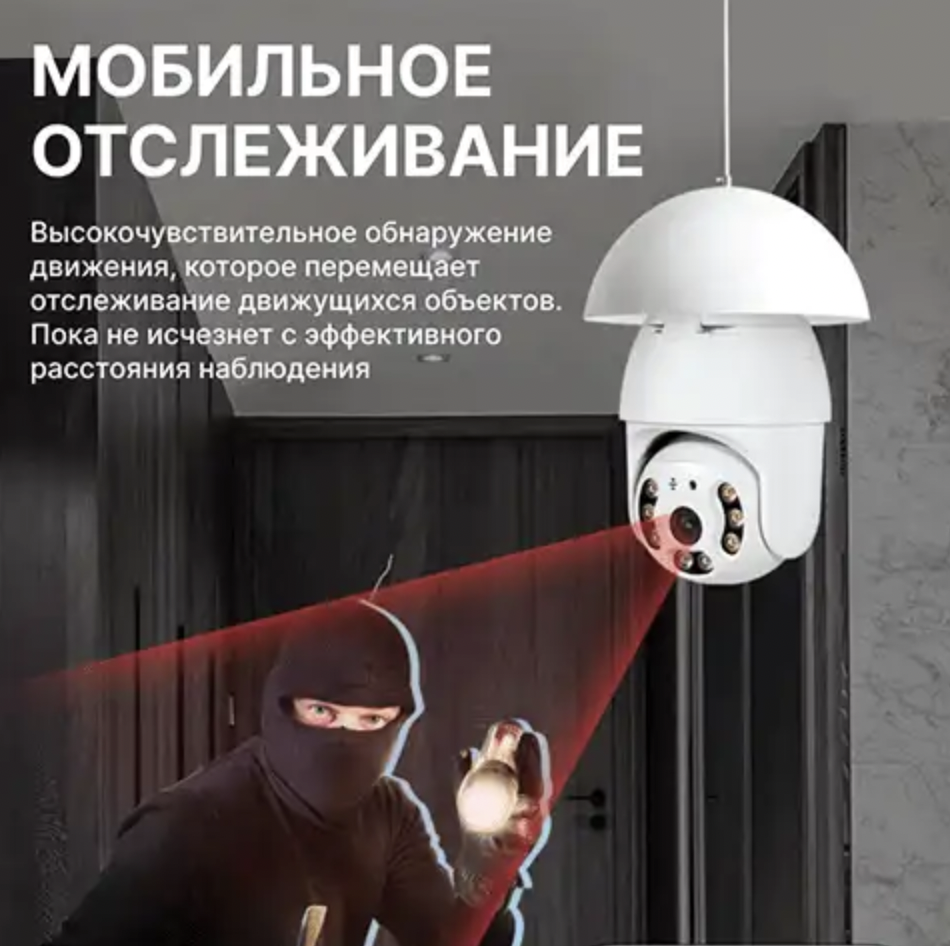 МОБИЛЬНОЕ
ОТСЛЕЖИВАНИЕ
Высокочувствительное обнаружение
движения, которое перемещает
отслеживание движущихся объектов.
Пока не исчезнет с эффективного
расстояния наблюдения